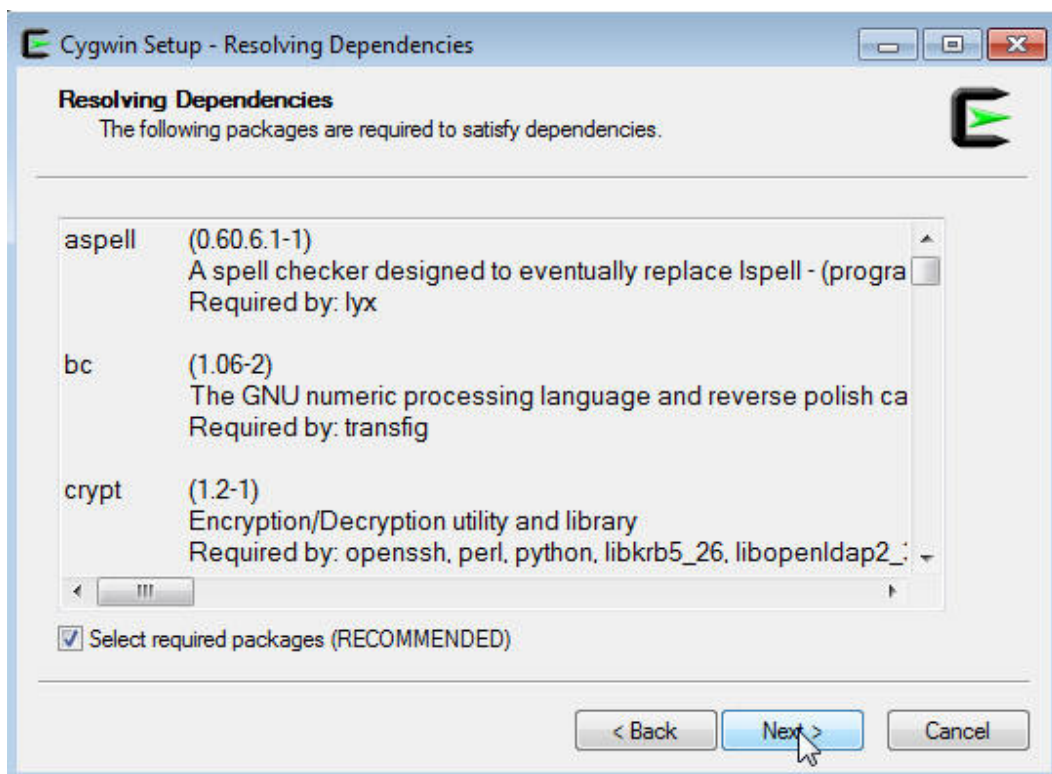 Cygwin Setup - Resolving Dependencies
Resolving Dependencies
The following packages are required to satisfy dependencies.
aspell (0.60.6.1-1)
A spell checker designed to eventually replace Ispell - (progra
Required by: lyx
bc (1.06-2)
The GNU numeric processing language and reverse polish ca
Required by: transfig
crypt (1.2-1)
Encryption/Decryption utility and library
Required by: openssh, perl, python, libkrb5_26, libopenldap2_
Select required packages (RECOMMENDED)
< Back Next > Cancel